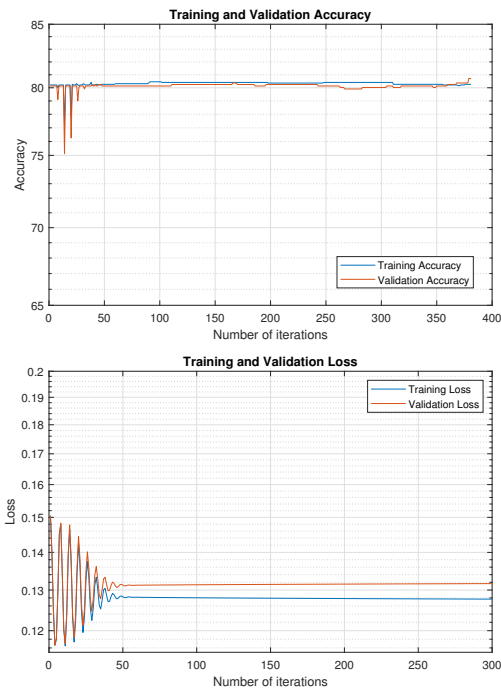 Training and Validation Accuracy
85
80
75
70
65
Accuracy
Training Accuracy
Validation Accuracy
0 50 100 150 200 250 300 350 400
Number of iterations
Training and Validation Loss
0.2
0.19
0.18
0.17
0.16
0.15
0.14
0.13
0.12
Loss
Training Loss
Validation Loss
0 50 100 150 200 250 300
Number of iterations